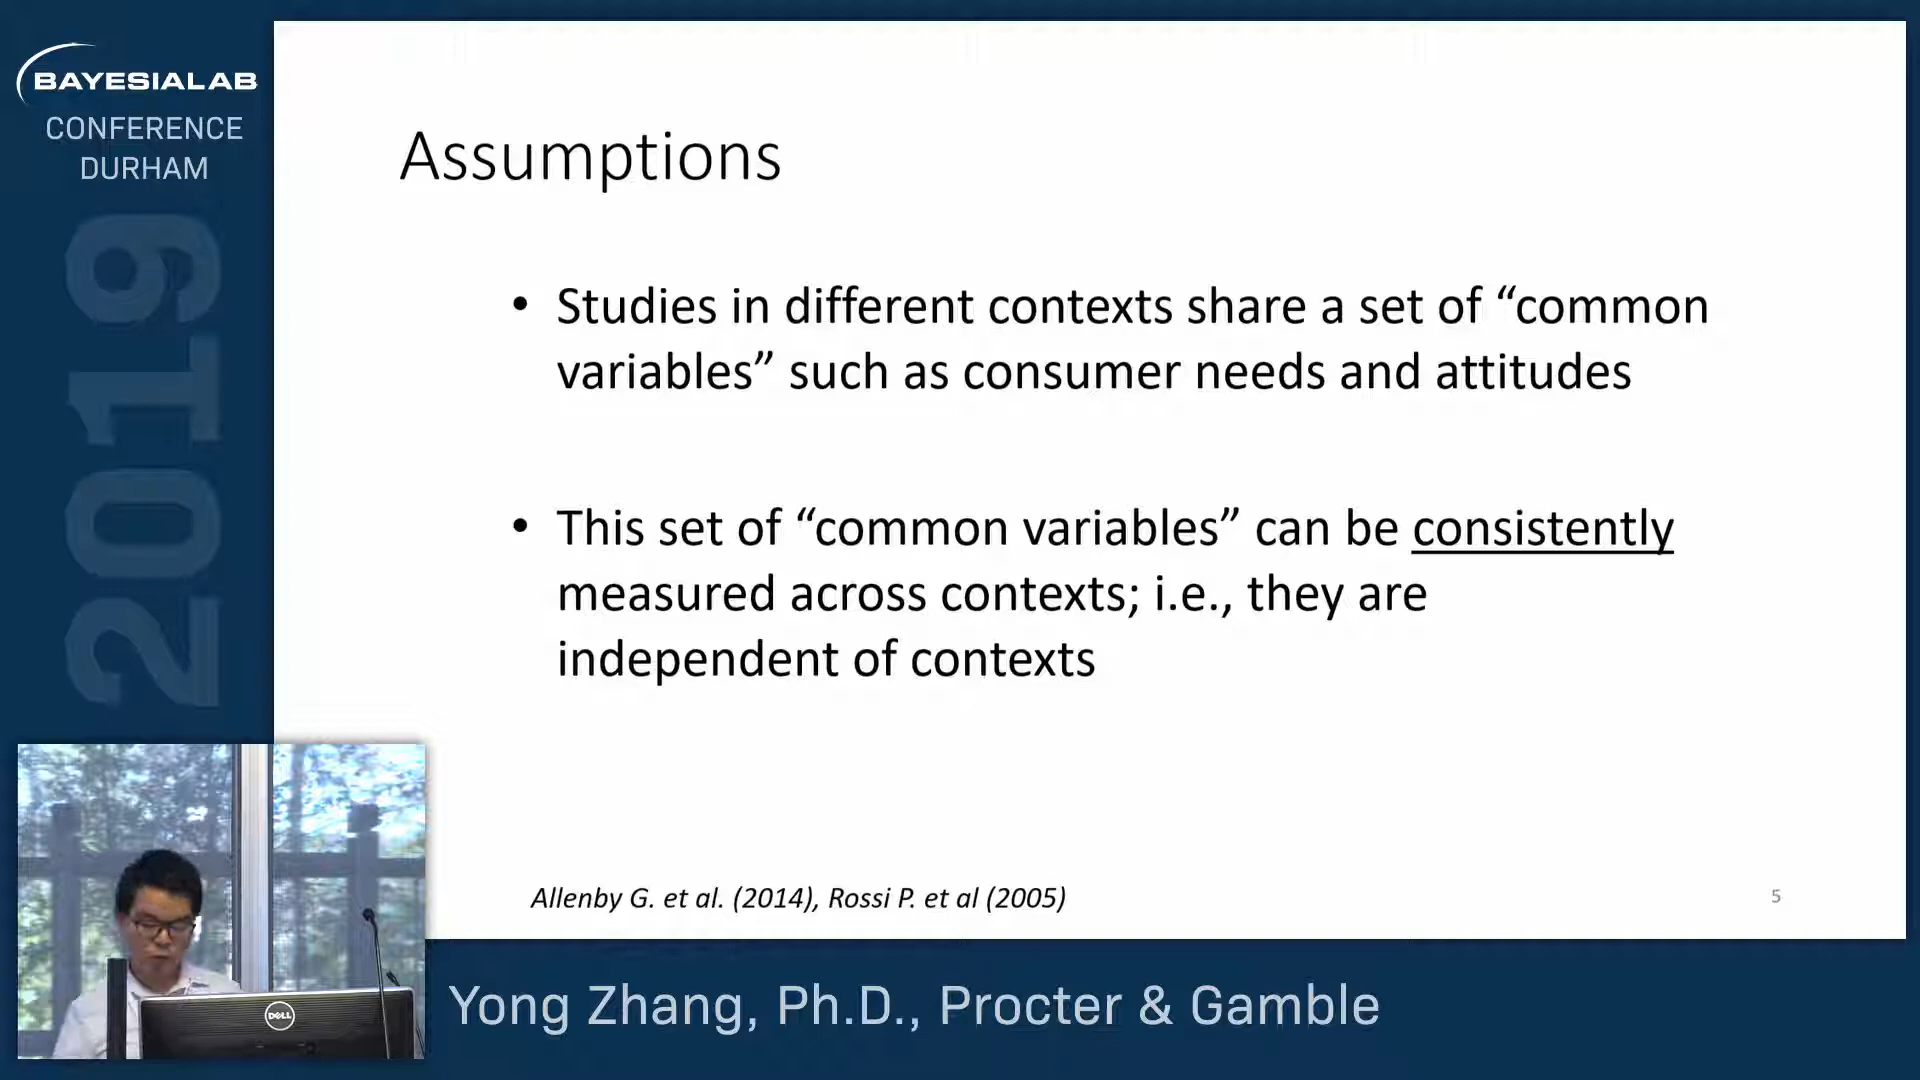 BAYESIALAB
CONFERENCE
DURHAM
2019
Assumptions
• Studies in different contexts share a set of “common
variables” such as consumer needs and attitudes
• This set of “common variables” can be consistently
measured across contexts; i.e., they are
independent of contexts
Allenby G. et al. (2014), Rossi P. et al (2005)
5
DELL
Yong Zhang, Ph.D., Procter & Gamble